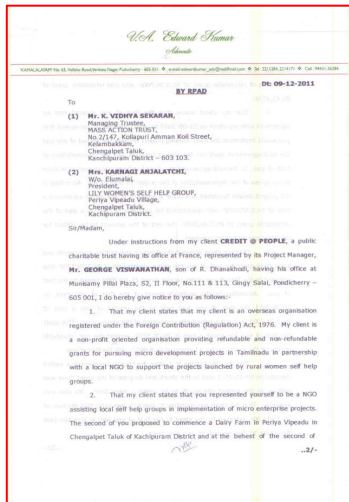 V.A. Edward Kumar
Advocate
Dt: 09-12-2011
BY RPAD
To
(1) Mr. K. VIDHYA SEKARAN,
Managing Trustee,
MASS ACTION TRUST,
No.2/147, Kollapuri Amman Koil Street,
Kelambakkam,
Chengalpet Taluk,
Kanchipuram District – 603 103.
(2) Mrs. KARNAGI ANJALATCHI,
W/o. Elumalai,
President,
LILY WOMEN'S SELF HELP GROUP,
Periya Vipeadu Village,
Chengalpet Taluk,
Kachipuram District.
Sir/Madam,
Under instructions from my client CREDIT @ PEOPLE, a public
charitable trust having its office at France, represented by its Project Manager,
Mr. GEORGE VISWANATHAN, son of R. Dhanakhodi, having his office at
Munisamy Pillai Plaza, S2, II Floor, No.111 & 113, Gingy Salai, Pondicherry –
605 001, I do hereby give notice to you as follows:-
1. That my client states that my client is an overseas organisation
registered under the Foreign Contribution (Regulation) Act, 1976. My client is
a non-profit oriented organisation providing refundable and non-refundable
grants for pursuing micro development projects in Tamilnadu in partnership
with a local NGO to support the projects launched by rural women self help
groups.
2. That my client states that you represented yourself to be a NGO
assisting local self help groups in implementation of micro enterprise projects.
The second of you proposed to commence a Dairy Farm in Periya Vipeadu in
Chengalpet Taluk of Kachipuram District and at the behest of the second of
..2/-